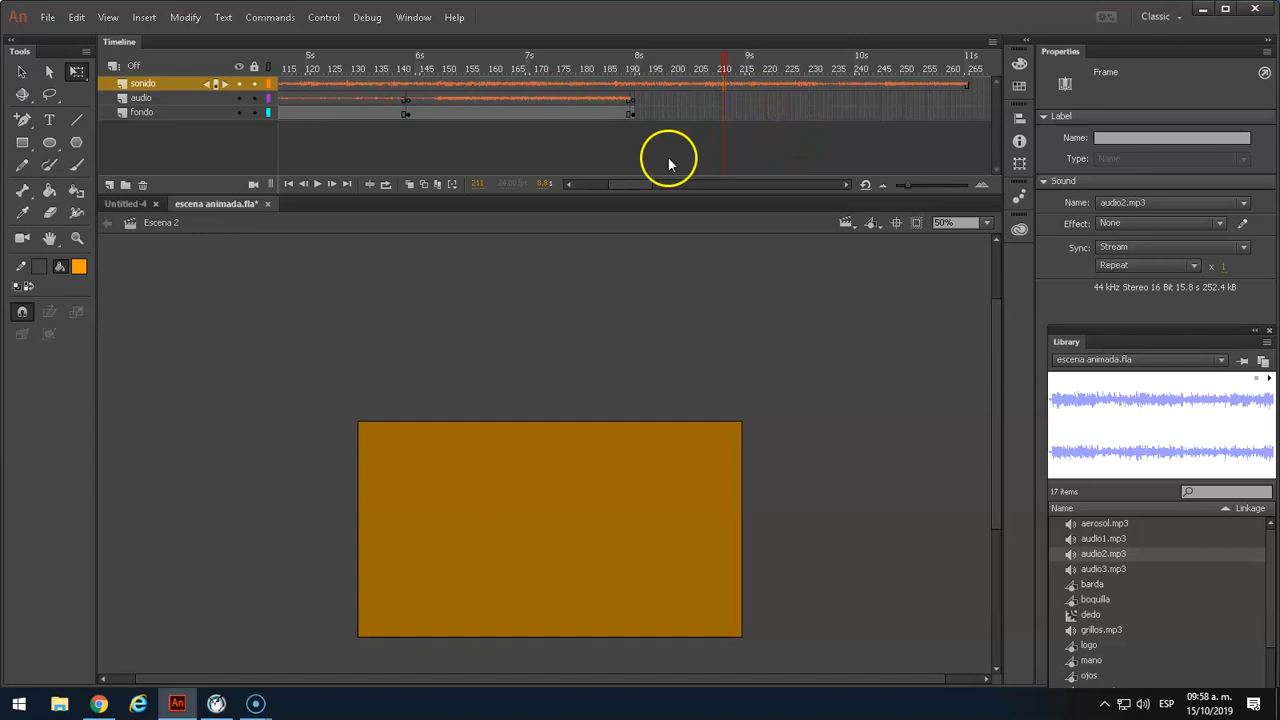 An File Edit View Insert Modify Text Commands Control Debug Window Help Classic
Tools
Timeline
Properties
Off
5s 6s 7s 8s 9s 10s 11s
115 120 125 130 135 140 145 150 155 160 165 170 175 180 185 190 195 200 205 210 215 220 225 230 235 240 245 250 255 260 265
sonido
audio
fondo
211 24.00 fps 8.8s
Frame
Label
Name:
Type: Name
Sound
Name: audio2.mp3
Effect: None
Sync: Stream
Repeat x 1
44 kHz Stereo 16 Bit 15.8 s 252.4 kB
Untitled-4 × escena animada.fla* ×
Escena 2 50%
Library
escena animada.fla
17 items
Name Linkage
aerosol.mp3
audio1.mp3
audio2.mp3
audio3.mp3
barda
boquilla
dedo
grillos.mp3
logo
mano
ojos
An ESP 09:58 a. m.
15/10/2019